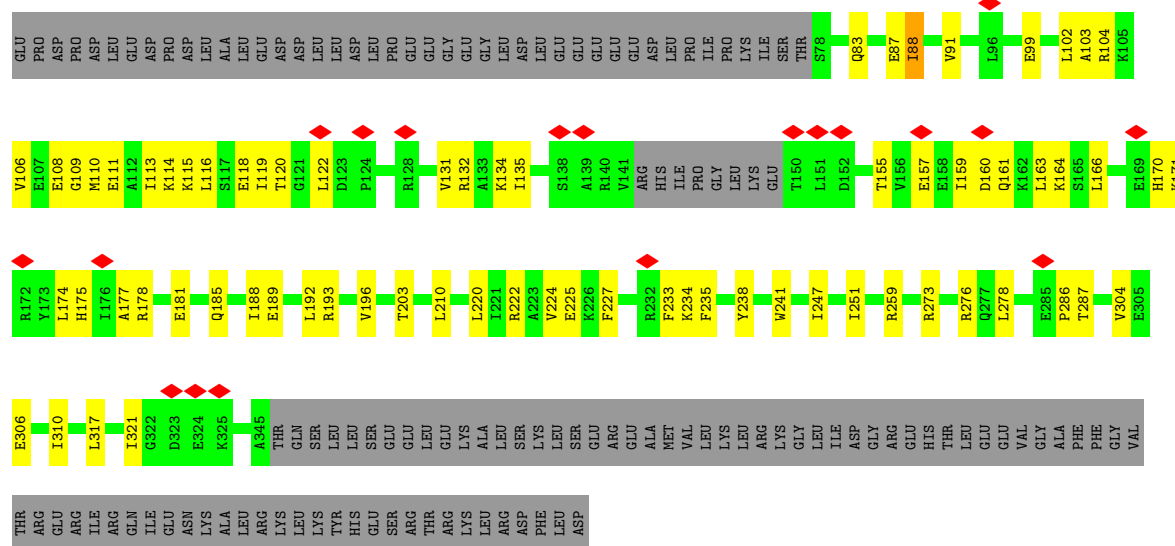 GLU PRO ASP PRO ASP LEU GLU ASP PRO ASP LEU ALA LEU GLU ASP ASP LEU LEU ASP LEU PRO GLU GLU GLY GLU GLY LEU ASP LEU GLU GLU GLU GLU GLU ASP LEU PRO ILE PRO LYS ILE SER THR S78 Q83 E87 I88 V91 L96 E99 L102 A103 R104 K105
V106 E107 E108 G109 M110 E111 A112 I113 K114 K115 L116 S117 E118 I119 T120 G121 L122 D123 P124 R128 V131 R132 A133 K134 I135 S138 A139 R140 V141 ARG HIS ILE PRO GLY LEU LYS GLU T150 L151 D152 T155 V156 E157 E158 I159 D160 Q161 K162 L163 K164 S165 L166 E169 H170 K171
R172 Y173 L174 H175 I176 A177 R178 E181 Q185 I188 E189 L192 R193 V196 T203 L210 L220 I221 R222 A223 V224 E225 K226 F227 R232 F233 K234 F235 Y238 W241 I247 I251 R259 R273 R276 Q277 L278 E285 P286 T287 V304 E305
E306 I310 L317 I321 G322 D323 E324 K325 A345 THR GLN SER LEU LEU SER GLU GLU LEU GLU LYS ALA LEU SER LYS LEU SER GLU ARG GLU ALA MET VAL LEU LYS LEU ARG LYS GLY LEU ILE ASP GLY ARG GLU HIS THR LEU GLU GLU VAL GLY ALA PHE PHE GLY VAL
THR ARG GLU ARG ILE ARG GLN ILE GLU ASN LYS ALA LEU ARG LYS LEU LYS TYR HIS GLU SER ARG THR ARG LYS LEU ARG ASP PHE LEU ASP